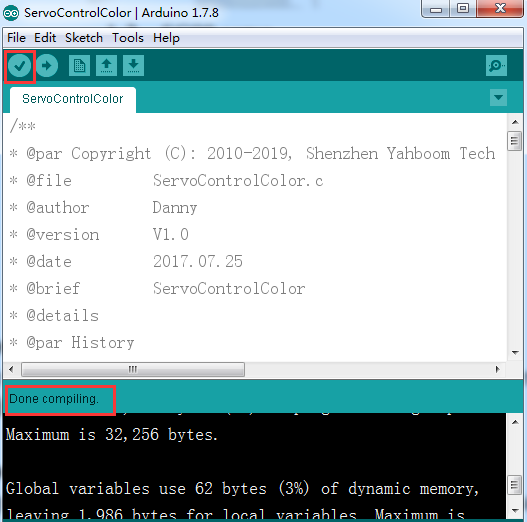 ServoControlColor | Arduino 1.7.8
File Edit Sketch Tools Help
ServoControlColor
/**
* @par Copyright (C): 2010-2019, Shenzhen Yahboom Tech
* @file ServoControlColor.c
* @author Danny
* @version V1.0
* @date 2017.07.25
* @brief ServoControlColor
* @details
* @par History
Done compiling.
Maximum is 32,256 bytes.
Global variables use 62 bytes (3%) of dynamic memory,
leaving 1,986 bytes for local variables. Maximum is